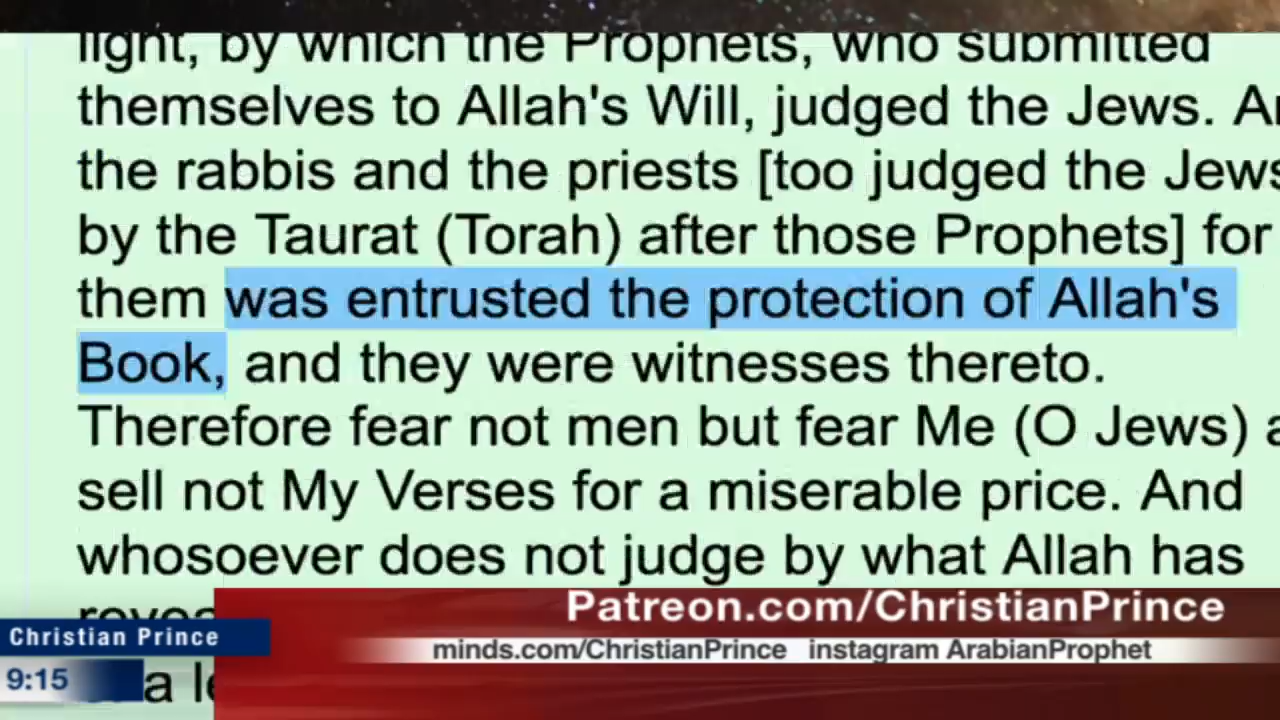 light, by which the Prophets, who submitted
themselves to Allah's Will, judged the Jews.
the rabbis and the priests [too judged the Jews
by the Taurat (Torah) after those Prophets] for
them was entrusted the protection of Allah's
Book, and they were witnesses thereto.
Therefore fear not men but fear Me (O Jews)
sell not My Verses for a miserable price. And
whosoever does not judge by what Allah has
Patreon.com/ChristianPrince
Christian Prince
minds.com/ChristianPrince instagram ArabianProphet
9:15
a